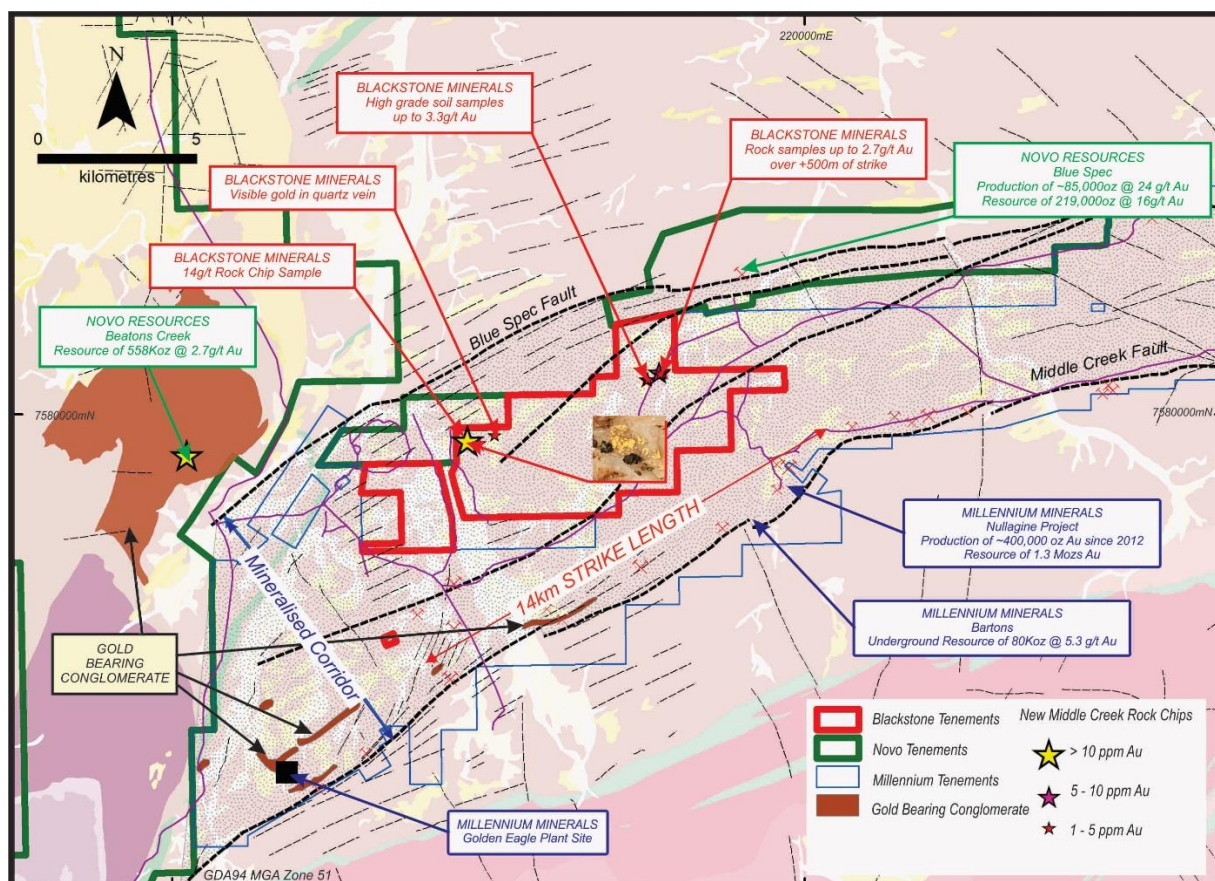 220000mE
N
0 5
kilometres
BLACKSTONE MINERALS
High grade soil samples
up to 3.3g/t Au
BLACKSTONE MINERALS
Rock samples up to 2.7g/t Au
over +500m of strike
NOVO RESOURCES
Blue Spec
Production of ~85,000oz @ 24 g/t Au
Resource of 219,000oz @ 16g/t Au
BLACKSTONE MINERALS
Visible gold in quartz vein
BLACKSTONE MINERALS
14g/t Rock Chip Sample
NOVO RESOURCES
Beatons Creek
Resource of 558Koz @ 2.7g/t Au
Blue Spec Fault
Middle Creek Fault
7580000mN
7580000mN
14km STRIKE LENGTH
Mineralised Corridor
MILLENNIUM MINERALS
Nullagine Project
Production of ~400,000 oz Au since 2012
Resource of 1.3 Mozs Au
MILLENNIUM MINERALS
Bartons
Underground Resource of 80Koz @ 5.3 g/t Au
GOLD
BEARING
CONGLOMERATE
MILLENNIUM MINERALS
Golden Eagle Plant Site
Blackstone Tenements
Novo Tenements
Millennium Tenements
Gold Bearing Conglomerate
New Middle Creek Rock Chips
> 10 ppm Au
5 - 10 ppm Au
1 - 5 ppm Au
GDA94 MGA Zone 51